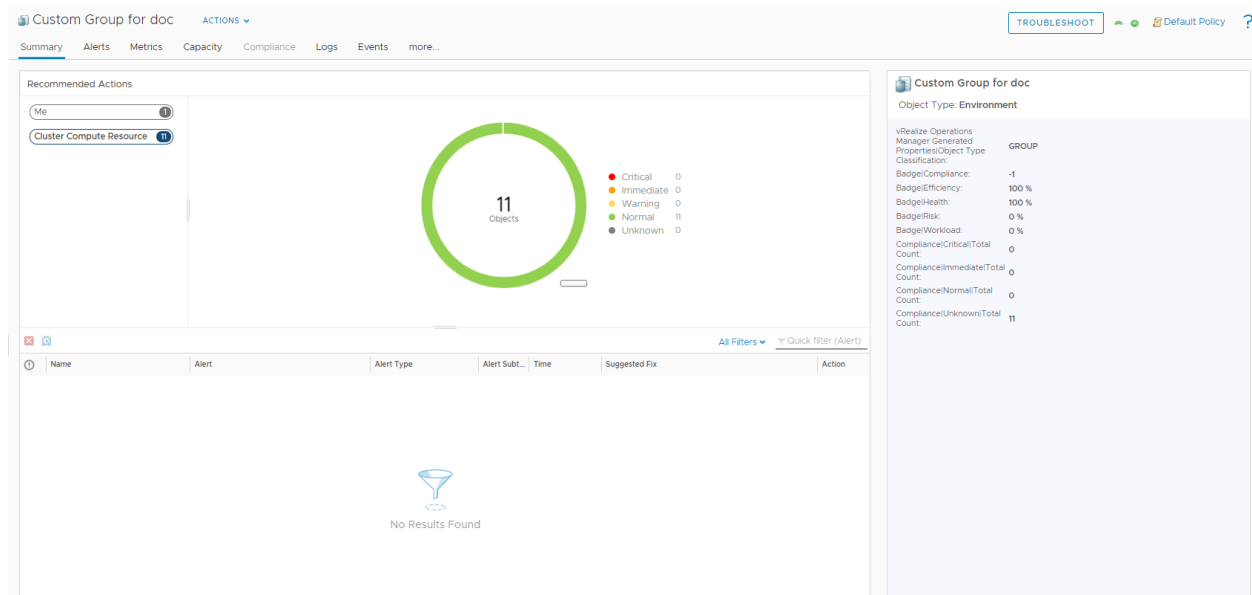 Custom Group for doc ACTIONS TROUBLESHOOT Default Policy ?
Summary Alerts Metrics Capacity Compliance Logs Events more...
Recommended Actions
Me 1
Cluster Compute Resource 11
11
Objects
Critical 0
Immediate 0
Warning 0
Normal 11
Unknown 0
All Filters Quick filter (Alert)
Name Alert Alert Type Alert Subt... Time Suggested Fix Action
No Results Found
Custom Group for doc
Object Type: Environment
vRealize Operations
Manager Generated
Properties|Object Type
Classification: GROUP
Badge|Compliance: -1
Badge|Efficiency: 100 %
Badge|Health: 100 %
Badge|Risk: 0 %
Badge|Workload: 0 %
Compliance|Critical|Total
Count: 0
Compliance|Immediate|Total
Count: 0
Compliance|Normal|Total
Count: 0
Compliance|Unknown|Total
Count: 11